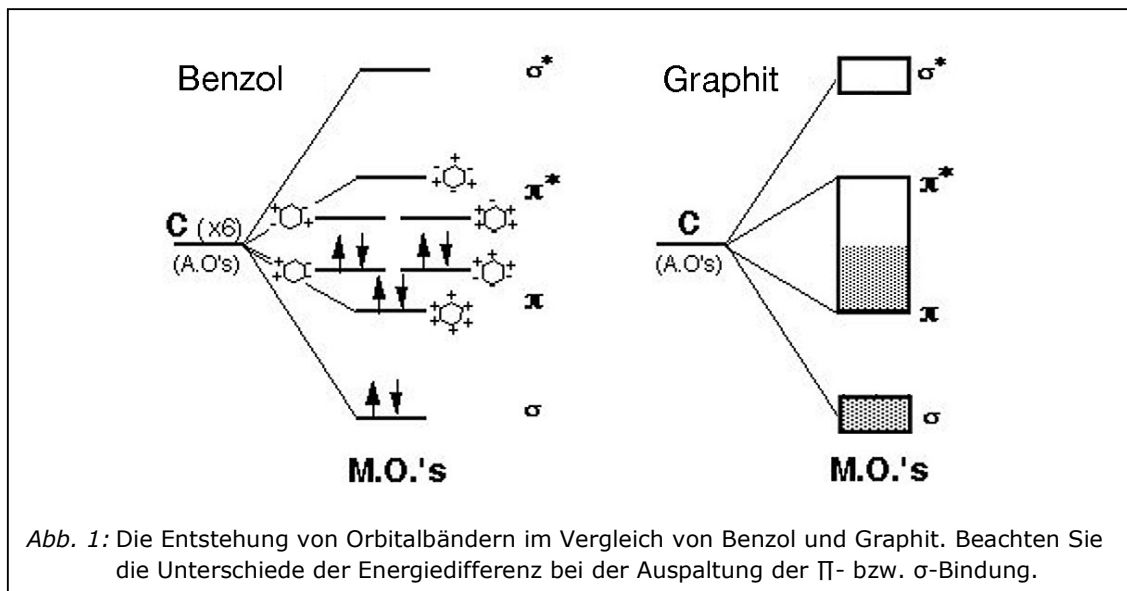 Benzol
σ*
π*
C (x6)
(A.O's)
π
σ
M.O.'s
Graphit
σ*
π*
C
(A.O's)
π
σ
M.O.'s
Abb. 1: Die Entstehung von Orbitalbändern im Vergleich von Benzol und Graphit. Beachten Sie
die Unterschiede der Energiedifferenz bei der Auspaltung der Π- bzw. σ-Bindung.